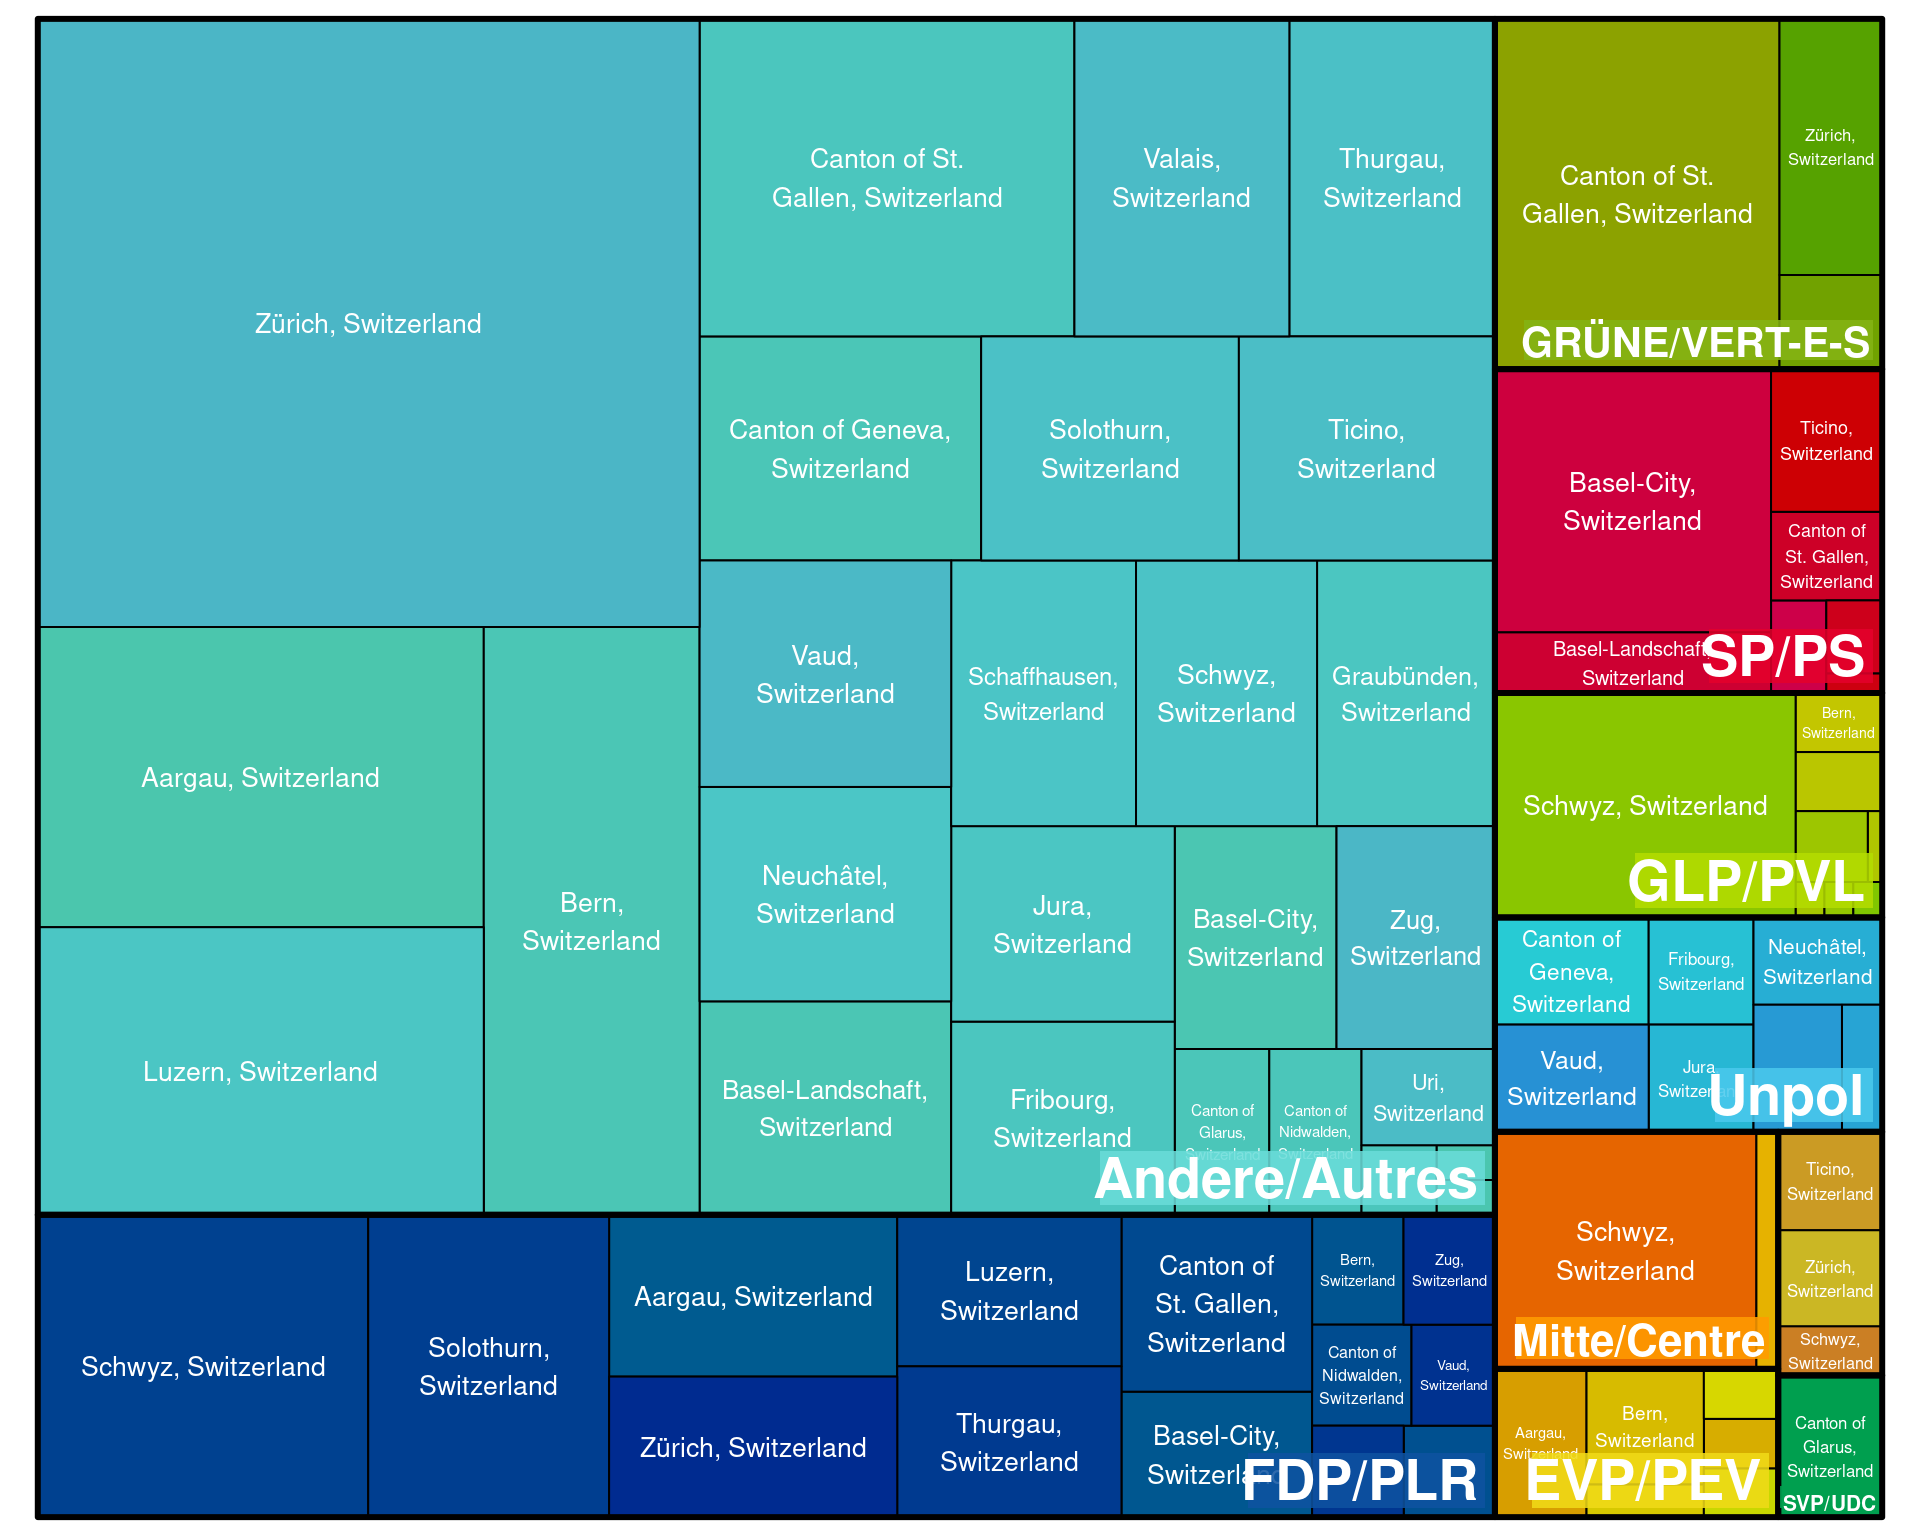 Zürich, Switzerland
Aargau, Switzerland
Luzern, Switzerland
Bern,
Switzerland
Canton of St.
Gallen, Switzerland
Valais,
Switzerland
Thurgau,
Switzerland
Canton of Geneva,
Switzerland
Solothurn,
Switzerland
Ticino,
Switzerland
Vaud,
Switzerland
Neuchâtel,
Switzerland
Basel-Landschaft,
Switzerland
Schaffhausen,
Switzerland
Schwyz,
Switzerland
Graubünden,
Switzerland
Jura,
Switzerland
Fribourg,
Switzerland
Basel-City,
Switzerland
Zug,
Switzerland
Canton of
Glarus,
Switzerland
Canton of
Nidwalden,
Switzerland
Uri,
Switzerland
Andere/Autres
Schwyz, Switzerland
Solothurn,
Switzerland
Aargau, Switzerland
Zürich, Switzerland
Luzern,
Switzerland
Thurgau,
Switzerland
Canton of
St. Gallen,
Switzerland
Basel-City,
Switzerland
Bern,
Switzerland
Zug,
Switzerland
Canton of
Nidwalden,
Switzerland
Vaud,
Switzerland
FDP/PLR
Canton of St.
Gallen, Switzerland
Zürich,
Switzerland
GRÜNE/VERT-E-S
Basel-City,
Switzerland
Ticino,
Switzerland
Canton of
St. Gallen,
Switzerland
Basel-Landschaft,
Switzerland
SP/PS
Schwyz, Switzerland
Bern,
Switzerland
GLP/PVL
Canton of
Geneva,
Switzerland
Fribourg,
Switzerland
Neuchâtel,
Switzerland
Vaud,
Switzerland
Jura,
Switzerland
Unpol
Schwyz,
Switzerland
Mitte/Centre
Ticino,
Switzerland
Zürich,
Switzerland
Schwyz,
Switzerland
Aargau,
Switzerland
Bern,
Switzerland
EVP/PEV
Canton of
Glarus,
Switzerland
SVP/UDC